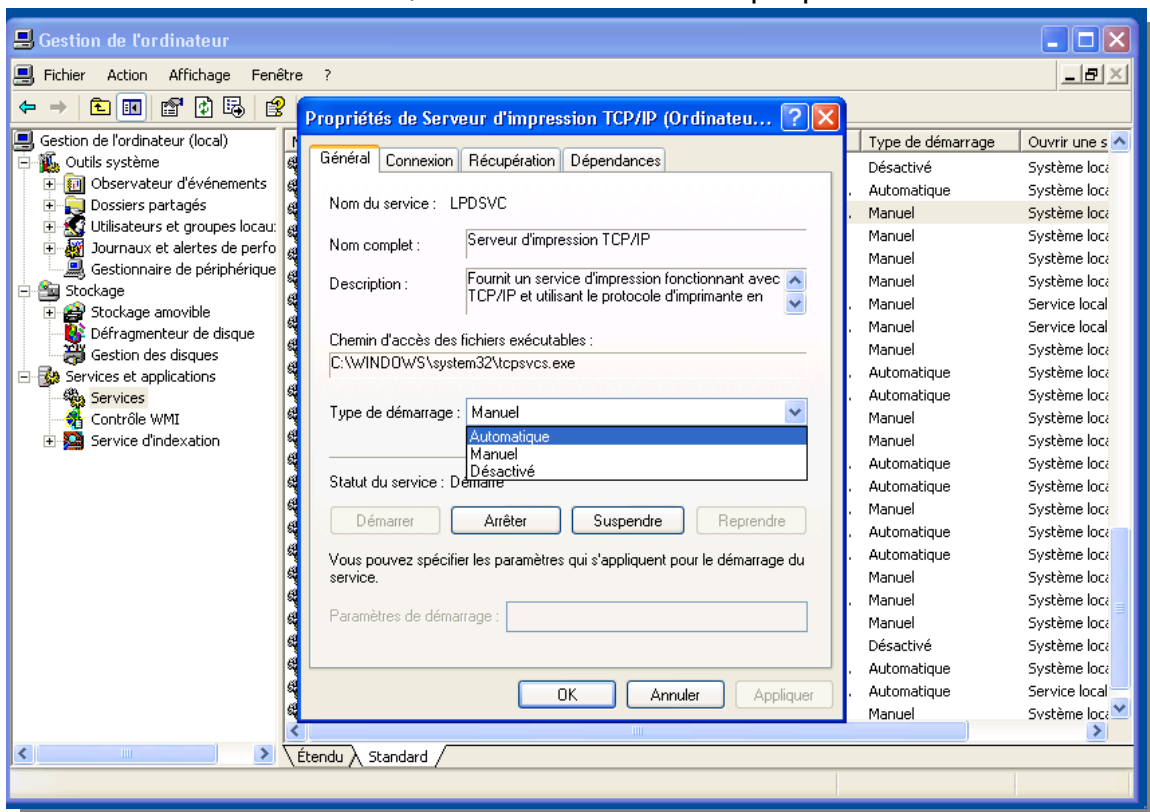 Gestion de l'ordinateur
Fichier Action Affichage Fenêtre ?
Gestion de l'ordinateur (local)
Outils système
Observateur d'événements
Dossiers partagés
Utilisateurs et groupes locau
Journaux et alertes de perfo
Gestionnaire de périphérique
Stockage
Stockage amovible
Défragmenteur de disque
Gestion des disques
Services et applications
Services
Contrôle WMI
Service d'indexation
Propriétés de Serveur d'impression TCP/IP (Ordinateu...
Général Connexion Récupération Dépendances
Nom du service : LPDSVC
Nom complet : Serveur d'impression TCP/IP
Description : Fournit un service d'impression fonctionnant avec
TCP/IP et utilisant le protocole d'imprimante en
Chemin d'accès des fichiers exécutables :
C:\WINDOWS\system32\tcpsvcs.exe
Type de démarrage : Manuel
Automatique
Manuel
Désactivé
Statut du service : Démarré
Démarrer Arrêter Suspendre Reprendre
Vous pouvez spécifier les paramètres qui s'appliquent pour le démarrage du
service.
Paramètres de démarrage :
OK Annuler Appliquer
Type de démarrage Ouvrir une s
Désactivé Système loca
Automatique Système loca
Manuel Système loca
Manuel Système loca
Manuel Système loca
Manuel Système loca
Manuel Service local
Manuel Service local
Manuel Système loca
Automatique Système loca
Automatique Système loca
Manuel Système loca
Manuel Système loca
Automatique Système loca
Automatique Système loca
Manuel Système loca
Automatique Système loca
Automatique Système loca
Manuel Système loca
Manuel Système loca
Manuel Système loca
Désactivé Système loca
Automatique Système loca
Automatique Service local
Manuel Système loca
Étendu Standard